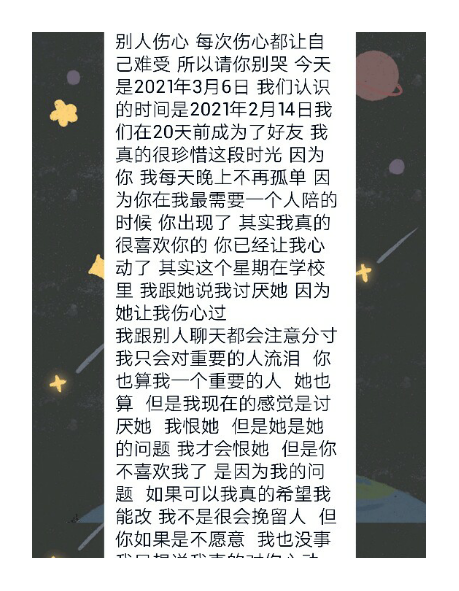 别人伤心 每次伤心都让自
己难受 所以请你别哭 今天
是2021年3月6日 我们认识
的时间是2021年2月14日我
们在20天前成为了好友 我
真的很珍惜这段时光 因为
你 我每天晚上不再孤单 因
为你在我最需要一个人陪的
时候 你出现了 其实我真的
很喜欢你的 你已经让我心
动了 其实这个星期在学校
里 我跟她说我讨厌她 因为
她让我伤心过
我跟别人聊天都会注意分寸
我只会对重要的人流泪  你
也算我一个重要的人  她也
算  但是我现在的感觉是讨
厌她  我恨她  但是她是她
的问题 我才会恨她  但是你
不喜欢我了 是因为我的问
题  如果可以我真的希望我
能改 我不是很会挽留人  但
你如果是不愿意  我也没事
我只想说我真的对你心动